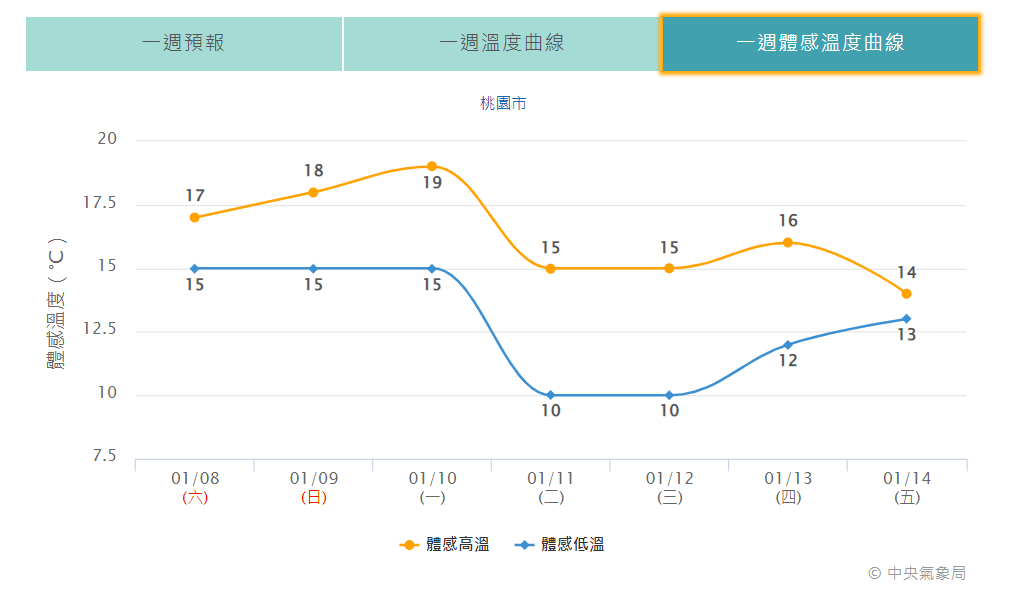 一週預報
一週溫度曲線
一週體感溫度曲線
桃園市
體感溫度 ( °C )
20
17.5
15
12.5
10
7.5
17
18
19
15
15
16
14
15
15
15
10
10
12
13
01/08
(六)
01/09
(日)
01/10
(一)
01/11
(二)
01/12
(三)
01/13
(四)
01/14
(五)
體感高溫
體感低溫
© 中央氣象局